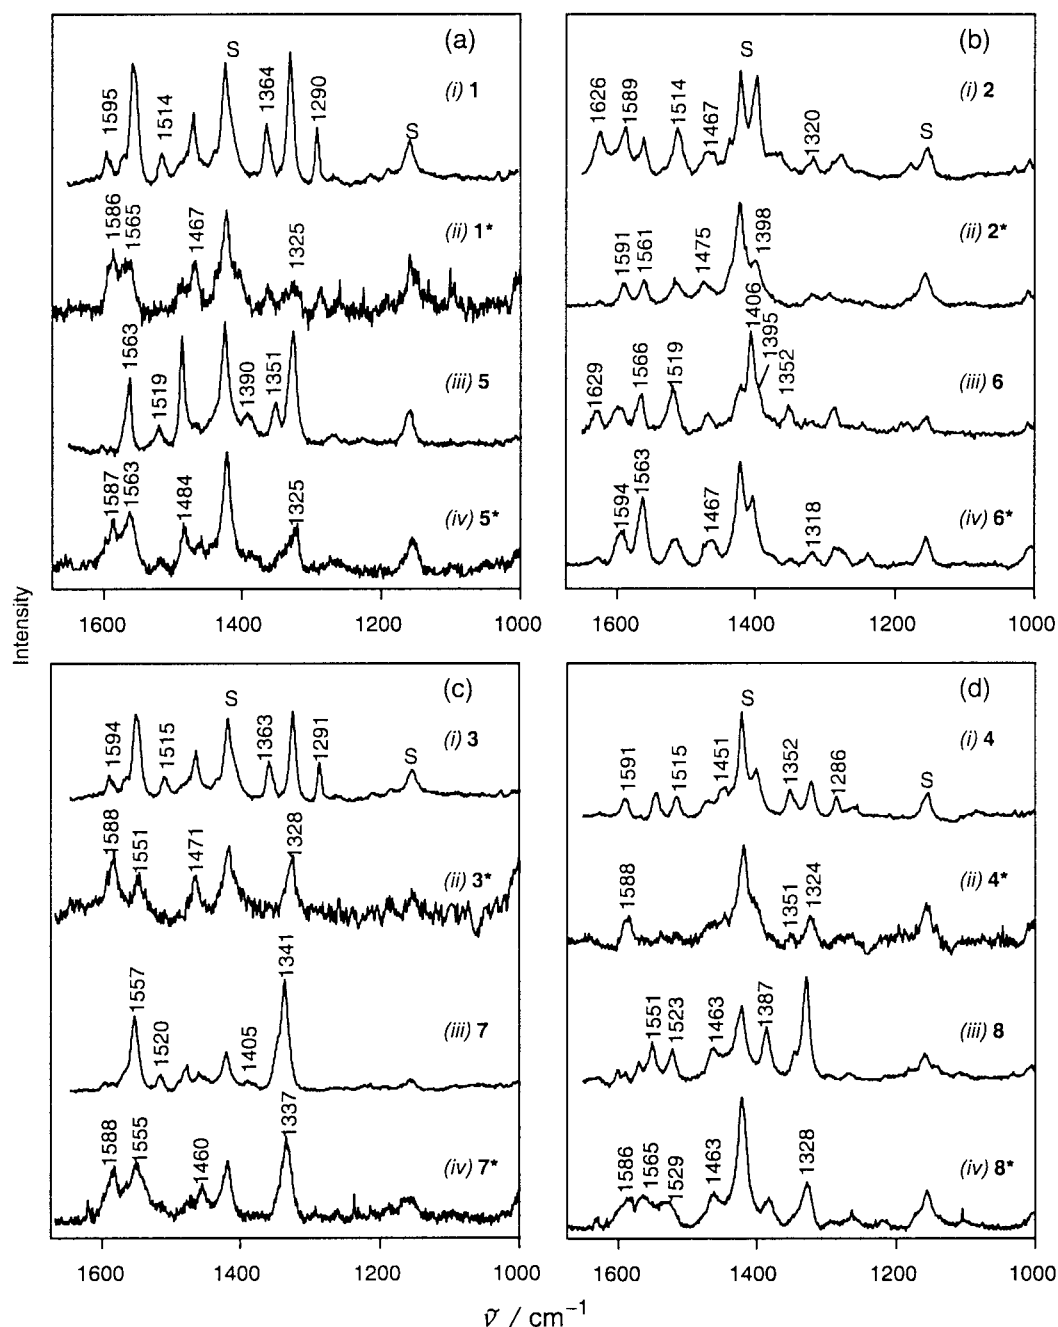 (a)
S
1595
1514
1364
1290
(i) 1
S
1586
1565
1467
1325
(ii) 1*
1563
1519
1390
1351
(iii) 5
1587
1563
1484
1325
(iv) 5*
1600 1400 1200 1000
(b)
S
1626
1589
1514
1467
1320
(i) 2
S
1591
1561
1475
1398
(ii) 2*
1629
1566
1519
1406
1395
1352
(iii) 6
1594
1563
1467
1318
(iv) 6*
1600 1400 1200 1000
Intensity
(c)
S
1594
1515
1363
1291
(i) 3
S
1588
1551
1471
1328
(ii) 3*
1557
1520
1405
1341
(iii) 7
1588
1555
1460
1337
(iv) 7*
1600 1400 1200 1000
(d)
S
1591
1515
1451
1352
1286
(i) 4
S
1588
1351
1324
(ii) 4*
1551
1523
1463
1387
(iii) 8
1586
1565
1529
1463
1328
(iv) 8*
1600 1400 1200 1000
ṽ / cm⁻¹